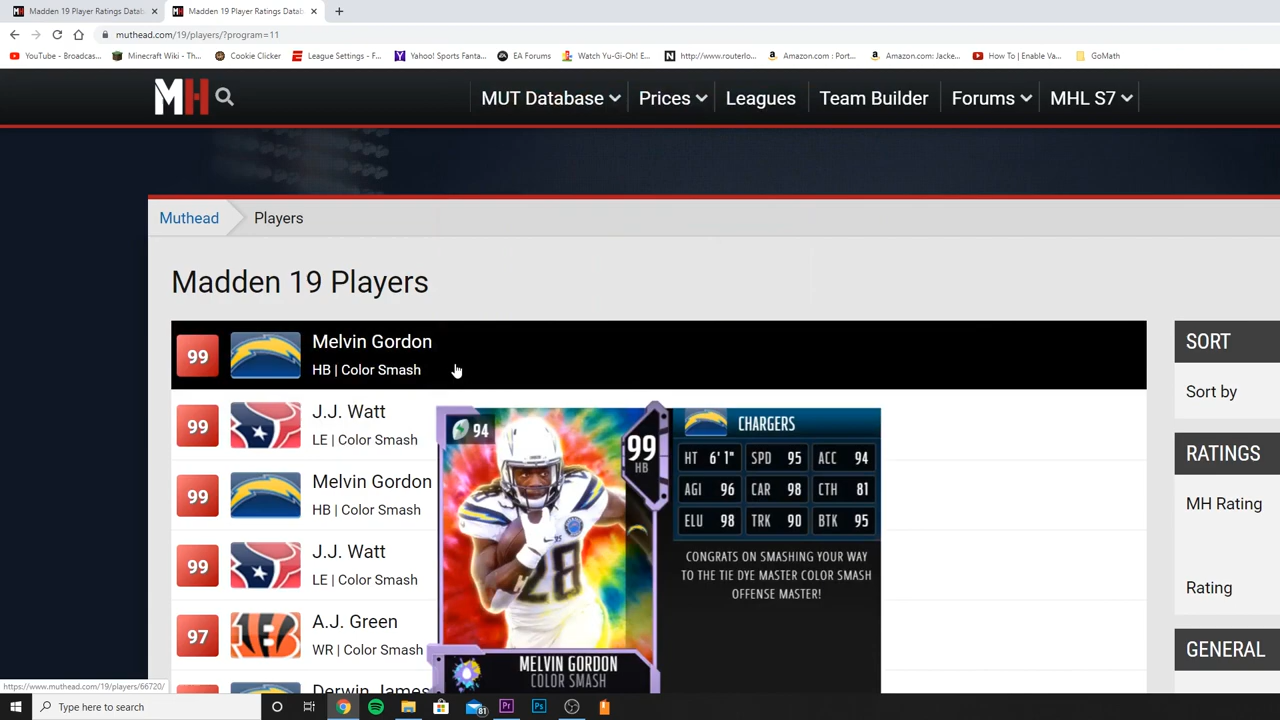 Madden 19 Player Ratings Datab
Madden 19 Player Ratings Datab
muthead.com/19/players/?program=11
YouTube - Broadcas...
Minecraft Wiki - Th...
Cookie Clicker
League Settings - F...
Yahoo! Sports Fanta...
EA Forums
Watch Yu-Gi-Oh! E...
http://www.routerlo...
Amazon.com : Port...
Amazon.com: Jacke...
How To | Enable Va...
GoMath
MH
MUT Database
Prices
Leagues
Team Builder
Forums
MHL S7
Muthead
Players
Madden 19 Players
99
Melvin Gordon
HB | Color Smash
99
J.J. Watt
LE | Color Smash
99
Melvin Gordon
HB | Color Smash
99
J.J. Watt
LE | Color Smash
97
A.J. Green
WR | Color Smash
Derwin James
94
99
HB
28
MELVIN GORDON
COLOR SMASH
CHARGERS
HT 6' 1" SPD 95 ACC 94
AGI 96 CAR 98 CTH 81
ELU 98 TRK 90 BTK 95
CONGRATS ON SMASHING YOUR WAY
TO THE TIE DYE MASTER COLOR SMASH
OFFENSE MASTER!
SORT
Sort by
RATINGS
MH Rating
Rating
GENERAL
https://www.muthead.com/19/players/66720/
Type here to search
81
Pr
Ps